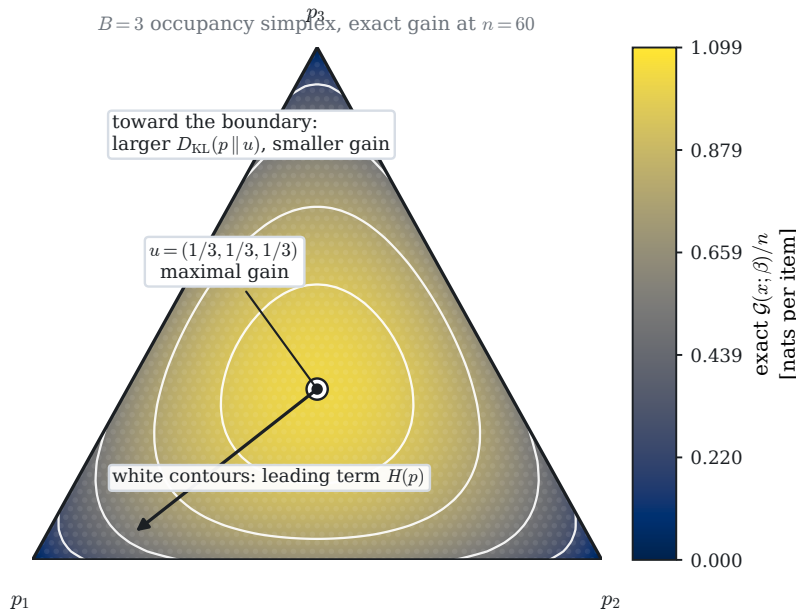 p₃
B = 3 occupancy simplex, exact gain at n = 60
toward the boundary:
larger D_KL(p ∥ u), smaller gain
u = (1/3, 1/3, 1/3)
maximal gain
white contours: leading term H(p)
p₁
p₂
1.099
0.879
0.659
0.439
0.220
0.000
exact 𝒢(x; β)/n
[nats per item]